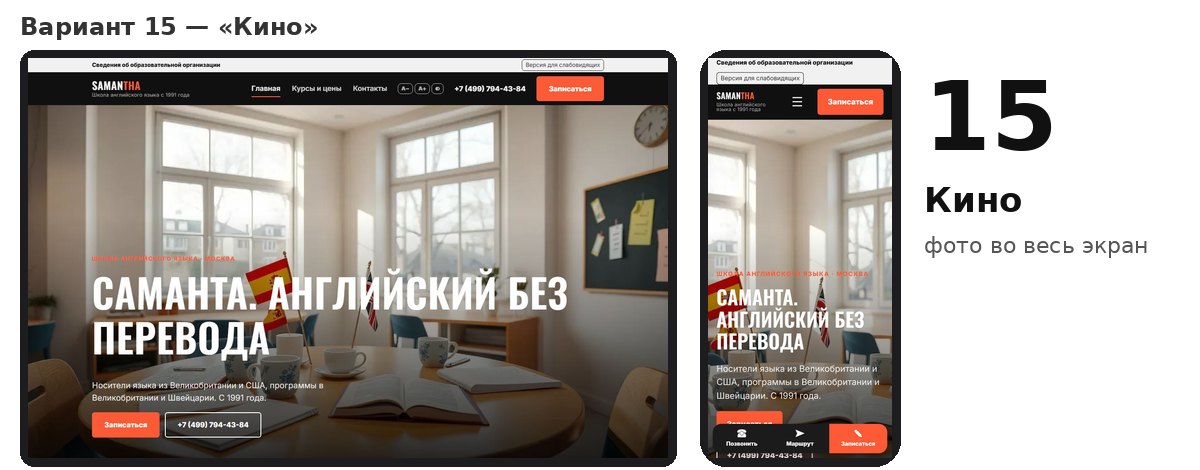 Вариант 15 — «Кино»
Сведения об образовательной организации
Версия для слабовидящих
SAMANTHA
Школа английского языка с 1991 года
Главная
Курсы и цены
Контакты
A−
A+
+7 (499) 794-43-84
Записаться
ШКОЛА АНГЛИЙСКОГО ЯЗЫКА · МОСКВА
САМАНТА. АНГЛИЙСКИЙ БЕЗ
ПЕРЕВОДА
Носители языка из Великобритании и США, программы в
Великобритании и Швейцарии. С 1991 года.
Записаться
+7 (499) 794-43-84
Сведения об образовательной организации
Версия для слабовидящих
SAMANTHA
Школа английского
языка с 1991 года
Записаться
ШКОЛА АНГЛИЙСКОГО ЯЗЫКА · МОСКВА
САМАНТА.
АНГЛИЙСКИЙ БЕЗ
ПЕРЕВОДА
Носители языка из Великобритании и
США, программы в Великобритании и
Швейцарии. С 1991 года.
Записаться
Позвонить
Маршрут
Записаться
+7 (499) 794-43-84
15
Кино
фото во весь экран